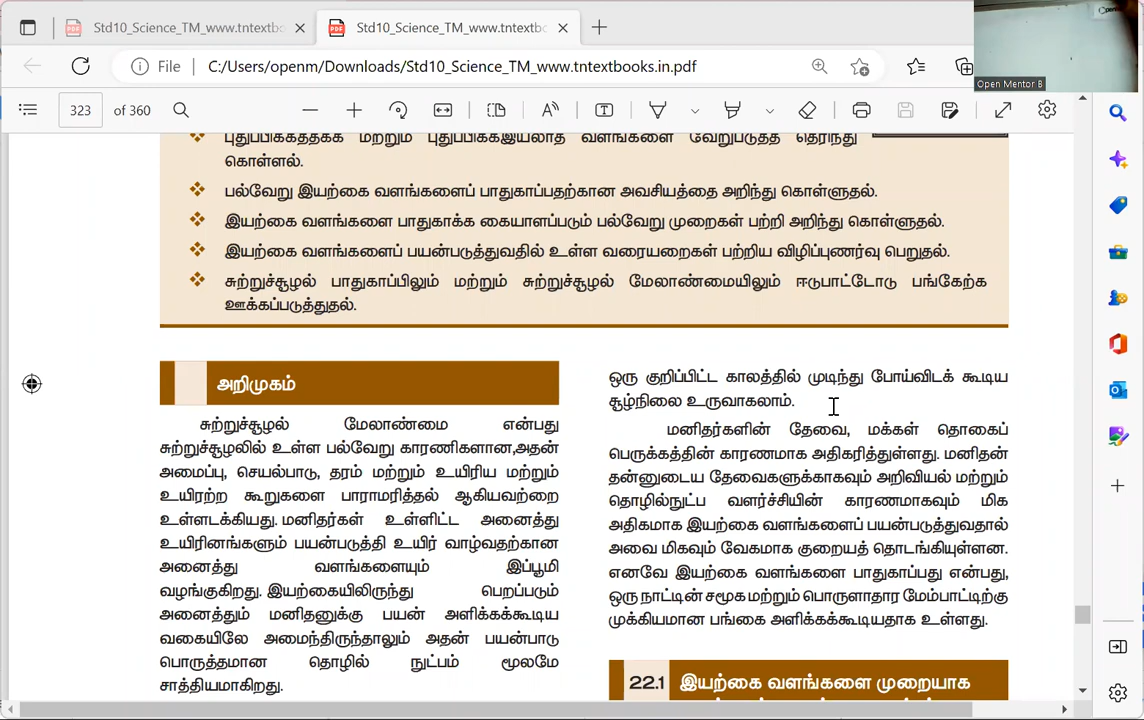 Std10_Science_TM_www.tntextbo
Std10_Science_TM_www.tntextbo
File C:/Users/openm/Downloads/Std10_Science_TM_www.tntextbooks.in.pdf
Open Mentor B
323 of 360
புதுப்பிக்கத்தக்க மற்றும் புதுப்பிக்கஇயலாத வளங்களை வேறுபடுத்த தெரிந்து
கொள்ளல்.
பல்வேறு இயற்கை வளங்களைப் பாதுகாப்பதற்கான அவசியத்தை அறிந்து கொள்ளுதல்.
இயற்கை வளங்களை பாதுகாக்க கையாளப்படும் பல்வேறு முறைகள் பற்றி அறிந்து கொள்ளுதல்.
இயற்கை வளங்களைப் பயன்படுத்துவதில் உள்ள வரையறைகள் பற்றிய விழிப்புணர்வு பெறுதல்.
சுற்றுச்சூழல் பாதுகாப்பிலும் மற்றும் சுற்றுச்சூழல் மேலாண்மையிலும் ஈடுபாட்டோடு பங்கேற்க
ஊக்கப்படுத்துதல்.
அறிமுகம்
சுற்றுச்சூழல் மேலாண்மை என்பது
சுற்றுச்சூழலில் உள்ள பல்வேறு காரணிகளான,அதன்
அமைப்பு, செயல்பாடு, தரம் மற்றும் உயிரிய மற்றும்
உயிரற்ற கூறுகளை பாராமரித்தல் ஆகியவற்றை
உள்ளடக்கியது. மனிதர்கள் உள்ளிட்ட அனைத்து
உயிரினங்களும் பயன்படுத்தி உயிர் வாழ்வதற்கான
அனைத்து வளங்களையும் இப்பூமி
வழங்குகிறது. இயற்கையிலிருந்து பெறப்படும்
அனைத்தும் மனிதனுக்கு பயன் அளிக்கக்கூடிய
வகையிலே அமைந்திருந்தாலும் அதன் பயன்பாடு
பொருத்தமான தொழில் நுட்பம் மூலமே
சாத்தியமாகிறது.
ஒரு குறிப்பிட்ட காலத்தில் முடிந்து போய்விடக் கூடிய
சூழ்நிலை உருவாகலாம்.
மனிதர்களின் தேவை, மக்கள் தொகைப்
பெருக்கத்தின் காரணமாக அதிகரித்துள்ளது. மனிதன்
தன்னுடைய தேவைகளுக்காகவும் அறிவியல் மற்றும்
தொழில்நுட்ப வளர்ச்சியின் காரணமாகவும் மிக
அதிகமாக இயற்கை வளங்களைப் பயன்படுத்துவதால்
அவை மிகவும் வேகமாக குறையத் தொடங்கியுள்ளன.
எனவே இயற்கை வளங்களை பாதுகாப்பது என்பது,
ஒரு நாட்டின் சமூக மற்றும் பொருளாதார மேம்பாட்டிற்கு
முக்கியமான பங்கை அளிக்கக்கூடியதாக உள்ளது.
22.1 இயற்கை வளங்களை முறையாக